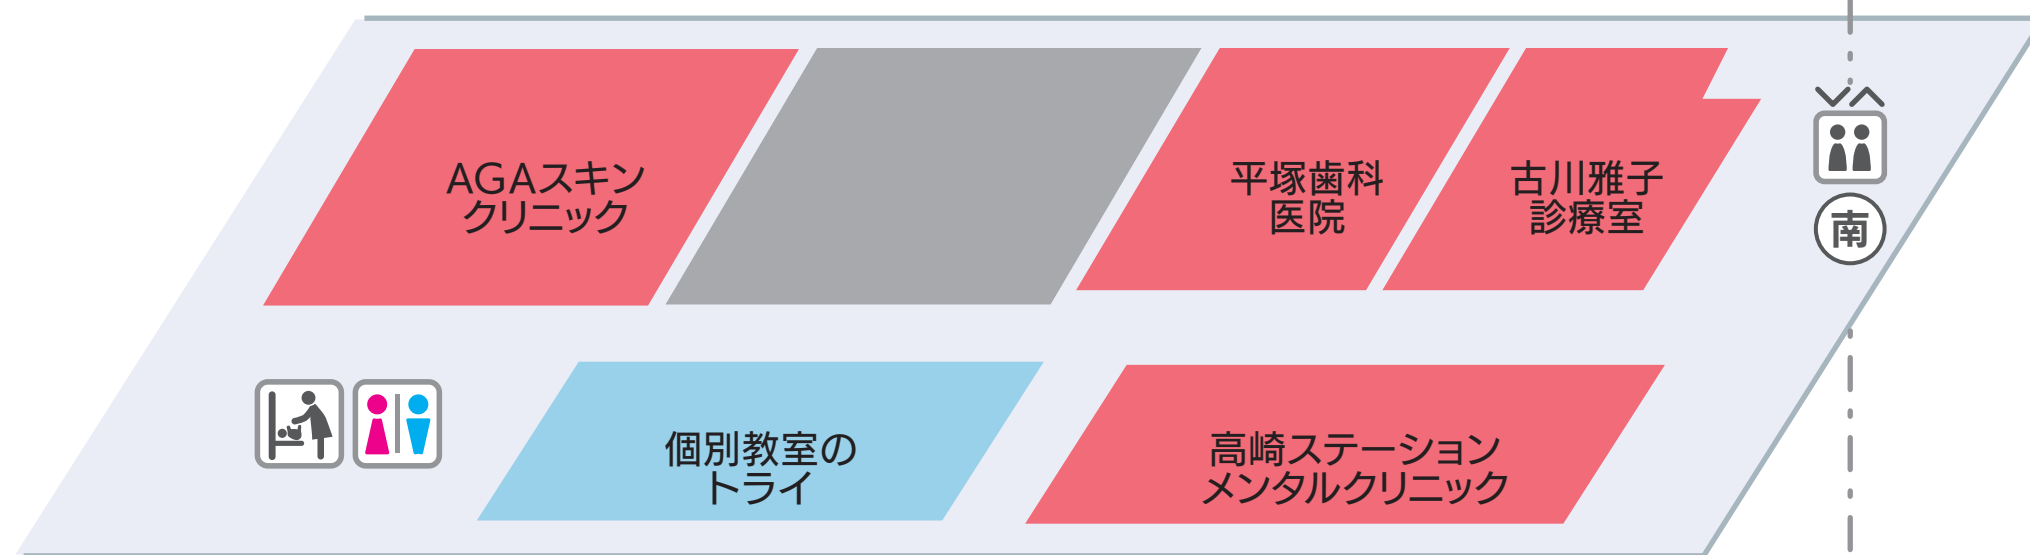 AGAスキン
クリニック
平塚歯科
医院
古川雅子
診療室
南
個別教室の
トライ
高崎ステーション
メンタルクリニック